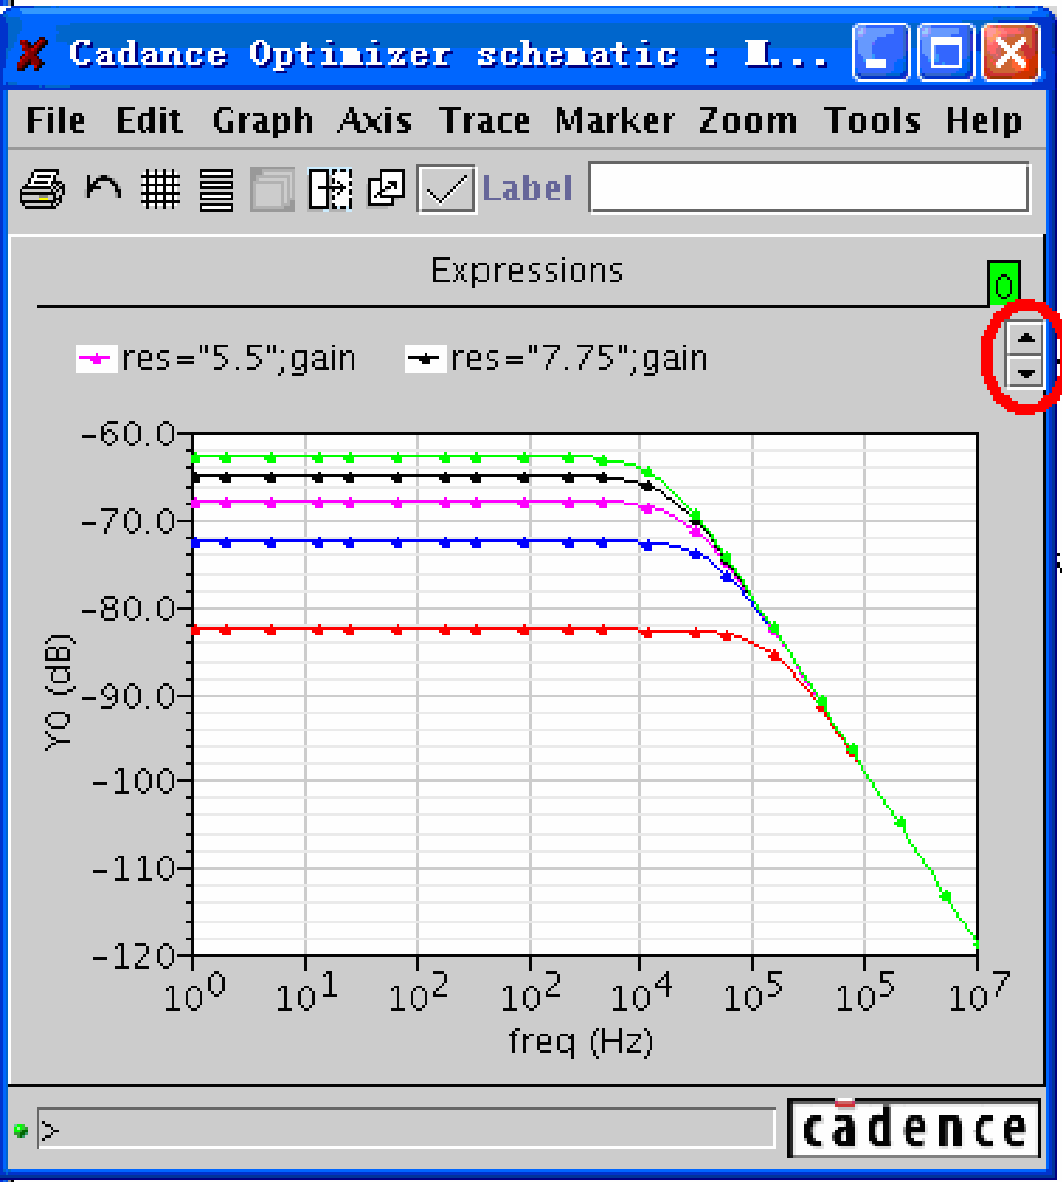 Cadance Optimizer schematic : M...
File Edit Graph Axis Trace Marker Zoom Tools Help
Label
Expressions
0
res="5.5";gain res="7.75";gain
-60.0
-70.0
-80.0
-90.0
-100
-110
-120
Y0 (dB)
10^0 10^1 10^2 10^2 10^4 10^5 10^5 10^7
freq (Hz)
>
cādence